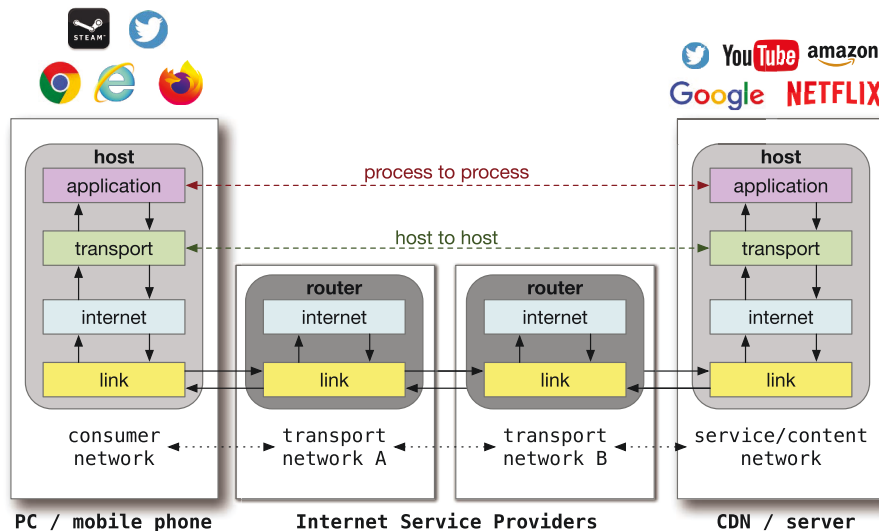 STEAM
YouTube amazon
Google NETFLIX
host
application
transport
internet
link
process to process
host to host
router
internet
link
router
internet
link
host
application
transport
internet
link
consumer
network
transport
network A
transport
network B
service/content
network
PC / mobile phone
Internet Service Providers
CDN / server